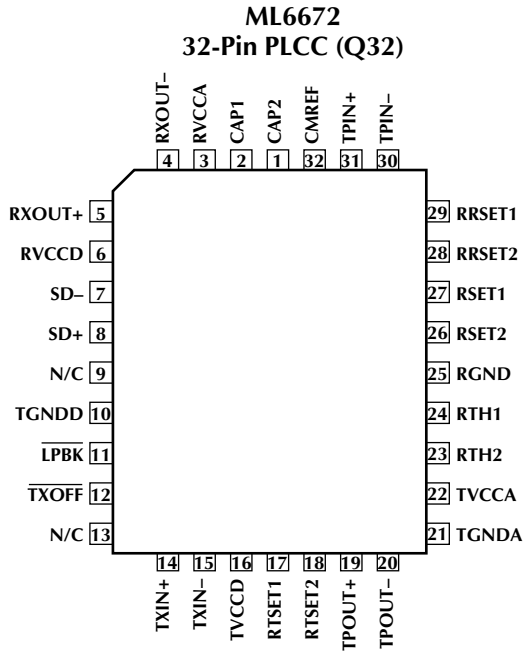 ML6672
32-Pin PLCC (Q32)
RXOUT–
RVCCA
CAP1
CAP2
CMREF
TPIN+
TPIN–
4 3 2 1 32 31 30
RXOUT+ 5
RVCCD 6
SD– 7
SD+ 8
N/C 9
TGNDD 10
LPBK 11
TXOFF 12
N/C 13
29 RRSET1
28 RRSET2
27 RSET1
26 RSET2
25 RGND
24 RTH1
23 RTH2
22 TVCCA
21 TGNDA
14 15 16 17 18 19 20
TXIN+
TXIN–
TVCCD
RTSET1
RTSET2
TPOUT+
TPOUT–